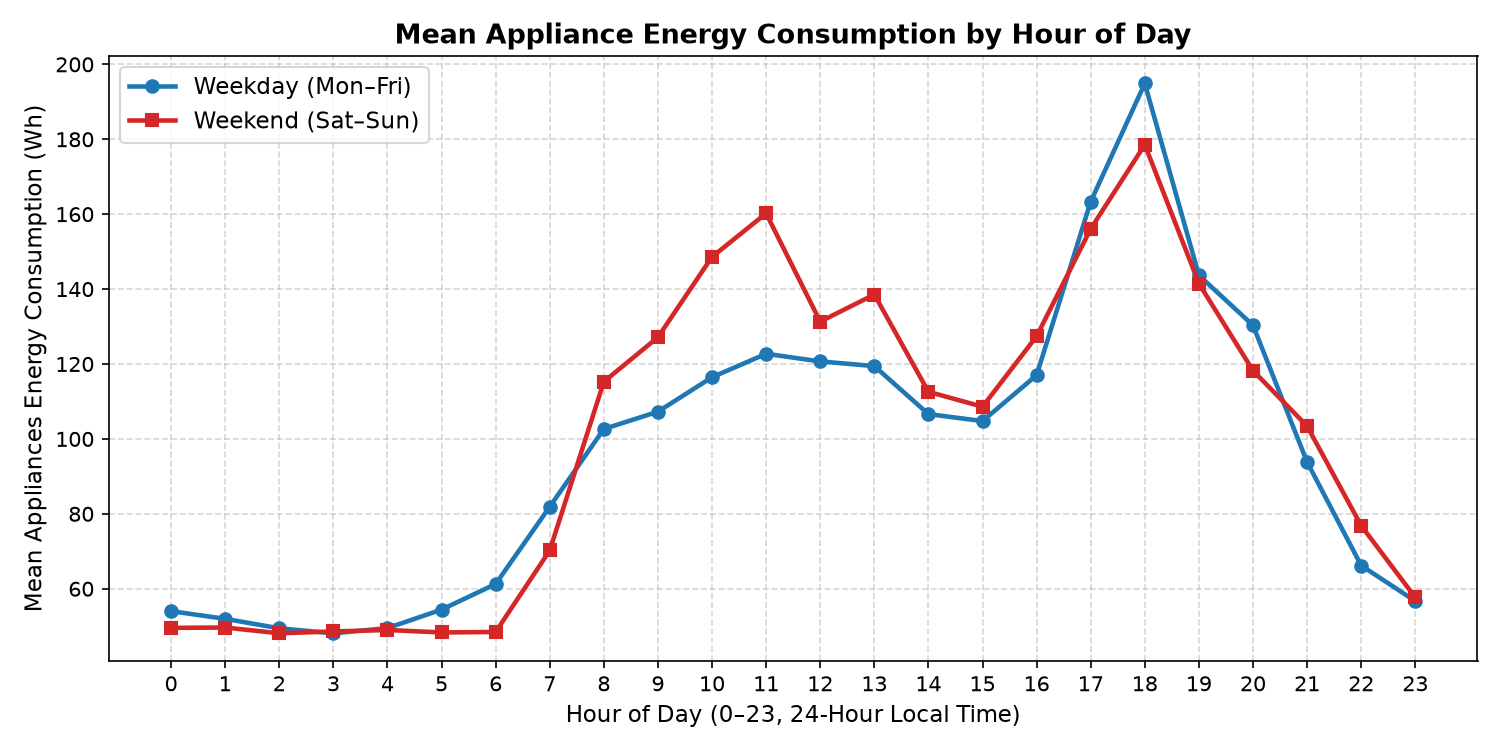 Mean Appliance Energy Consumption by Hour of Day
Mean Appliances Energy Consumption (Wh)
200
180
160
140
120
100
80
60
Weekday (Mon–Fri)
Weekend (Sat–Sun)
0 1 2 3 4 5 6 7 8 9 10 11 12 13 14 15 16 17 18 19 20 21 22 23
Hour of Day (0–23, 24-Hour Local Time)